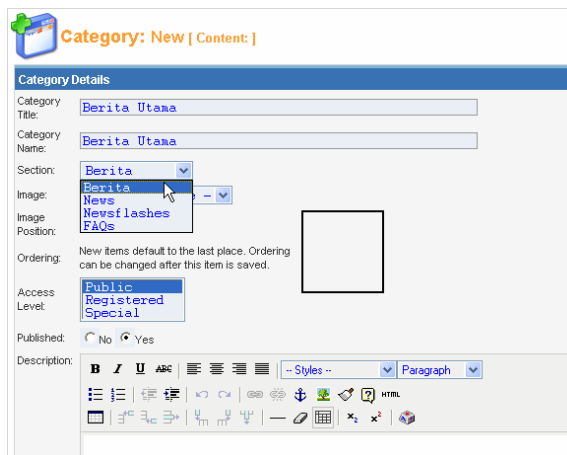 Category: New [ Content: ]
Category Details
Category Title:
Berita Utama
Category Name:
Berita Utama
Section:
Berita
Berita
News
Newsflashes
FAQs
Image:
Image Position:
Ordering:
New items default to the last place. Ordering
can be changed after this item is saved.
Access Level:
Public
Registered
Special
Published:
No Yes
Description:
B I U ABC
-- Styles --
Paragraph
HTML